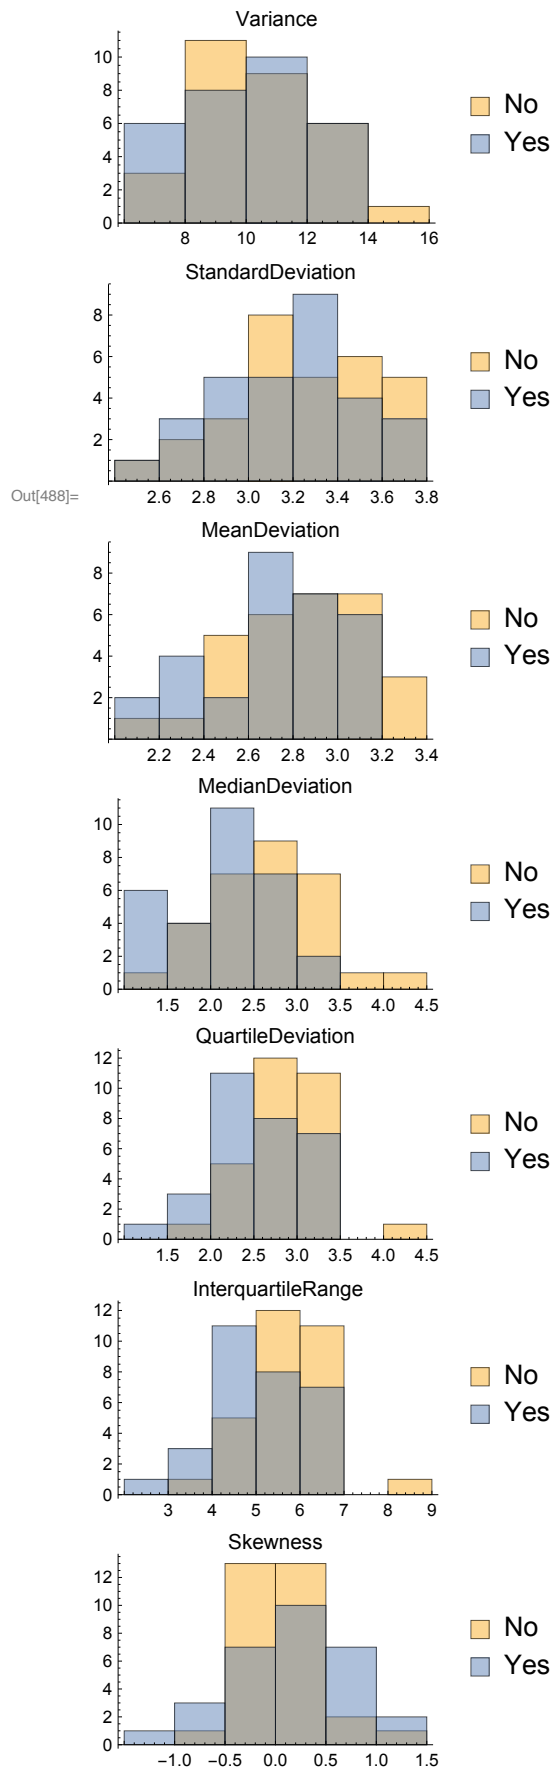 Variance
10
8
6
4
2
0
8 10 12 14 16
No
Yes
StandardDeviation
8
6
4
2
2.6 2.8 3.0 3.2 3.4 3.6 3.8
No
Yes
Out[488]=
MeanDeviation
8
6
4
2
2.2 2.4 2.6 2.8 3.0 3.2 3.4
No
Yes
MedianDeviation
10
8
6
4
2
0
1.5 2.0 2.5 3.0 3.5 4.0 4.5
No
Yes
QuartileDeviation
12
10
8
6
4
2
0
1.5 2.0 2.5 3.0 3.5 4.0 4.5
No
Yes
InterquartileRange
12
10
8
6
4
2
0
3 4 5 6 7 8 9
No
Yes
Skewness
12
10
8
6
4
2
0
−1.0 −0.5 0.0 0.5 1.0 1.5
No
Yes